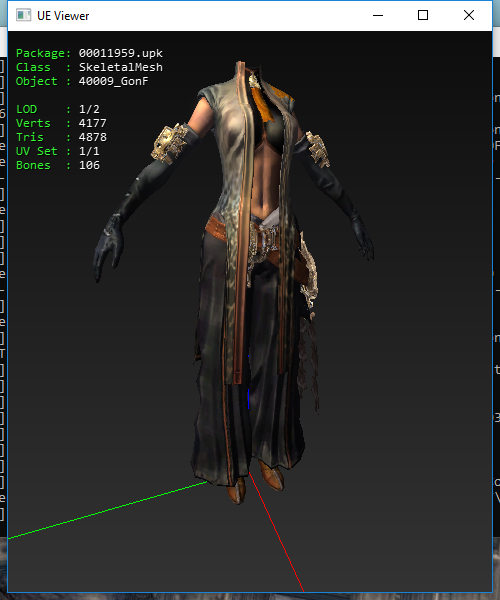 UE Viewer
Package: 00011959.upk
Class : SkeletalMesh
Object : 40009_GonF
LOD : 1/2
Verts : 4177
Tris : 4878
UV Set : 1/1
Bones : 106